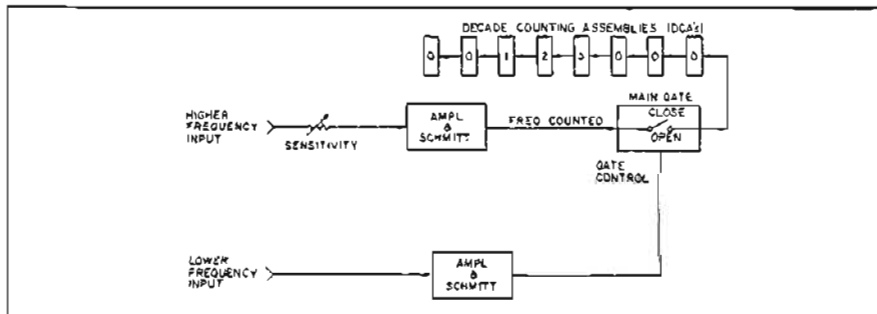 DECADE COUNTING ASSEMBLIES (DCA's)
0 0 1 2 3 0 0 0
MAIN GATE
CLOSE
OPEN
HIGHER
FREQUENCY
INPUT
SENSITIVITY
AMPL
&
SCHMITT
FREQ COUNTED
GATE
CONTROL
LOWER
FREQUENCY
INPUT
AMPL
&
SCHMITT